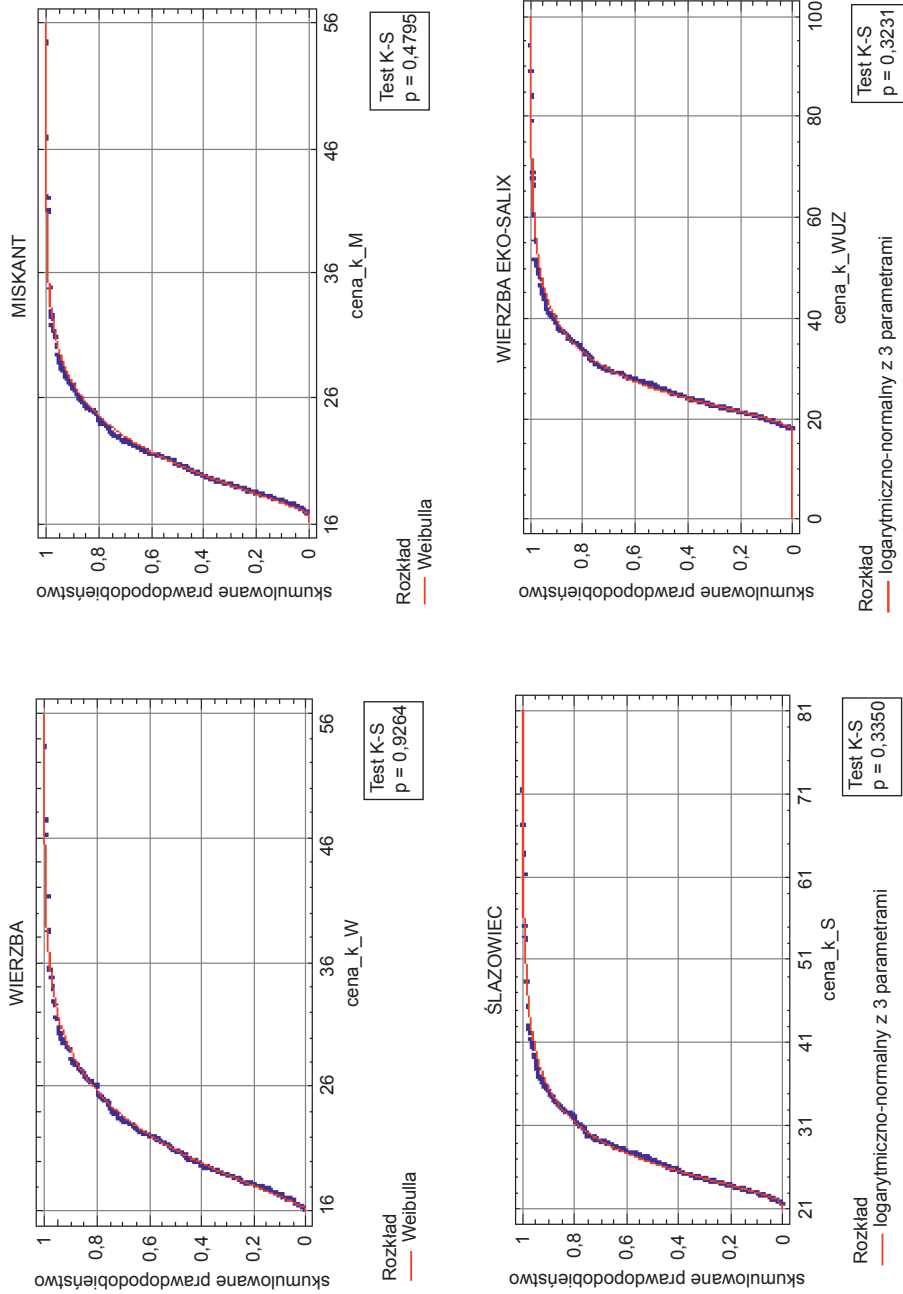 WIERZBA
skumulowane prawdopodobieństwo
1
0,8
0,6
0,4
0,2
0
16 26 36 46 56
cena_k_W
Rozkład
Weibulla
Test K-S
p = 0,9264
MISKANT
skumulowane prawdopodobieństwo
1
0,8
0,6
0,4
0,2
0
16 26 36 46 56
cena_k_M
Rozkład
Weibulla
Test K-S
p = 0,4795
ŚLAZOWIEC
skumulowane prawdopodobieństwo
1
0,8
0,6
0,4
0,2
0
21 31 41 51 61 71 81
cena_k_S
Rozkład
logarytmiczno-normalny z 3 parametrami
Test K-S
p = 0,3350
WIERZBA EKO-SALIX
skumulowane prawdopodobieństwo
1
0,8
0,6
0,4
0,2
0
0 20 40 60 80 100
cena_k_WUZ
Rozkład
logarytmiczno-normalny z 3 parametrami
Test K-S
p = 0,3231